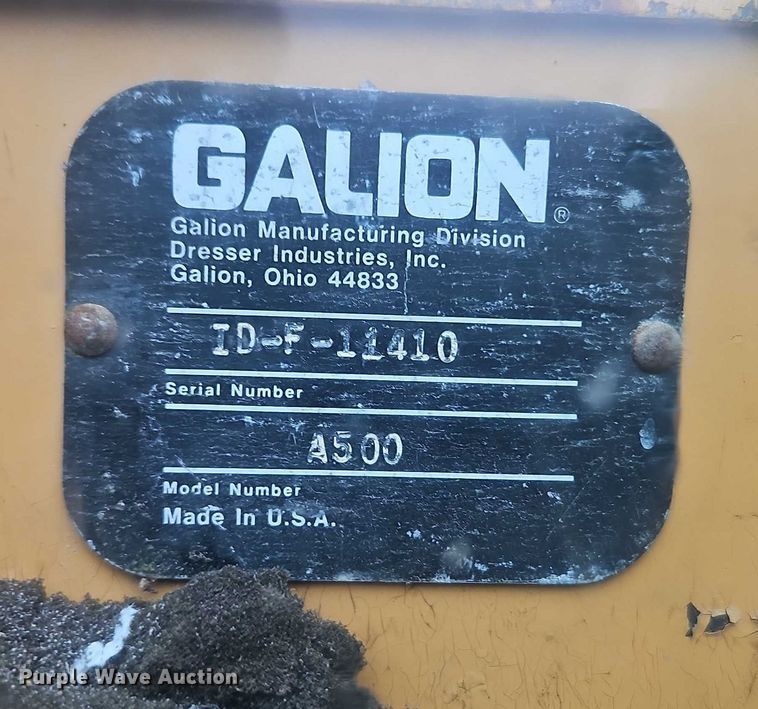 GALION®
Galion Manufacturing Division
Dresser Industries, Inc.
Galion, Ohio 44833
ID-F-11410
Serial Number
A500
Model Number
Made In U.S.A.
Purple Wave Auction